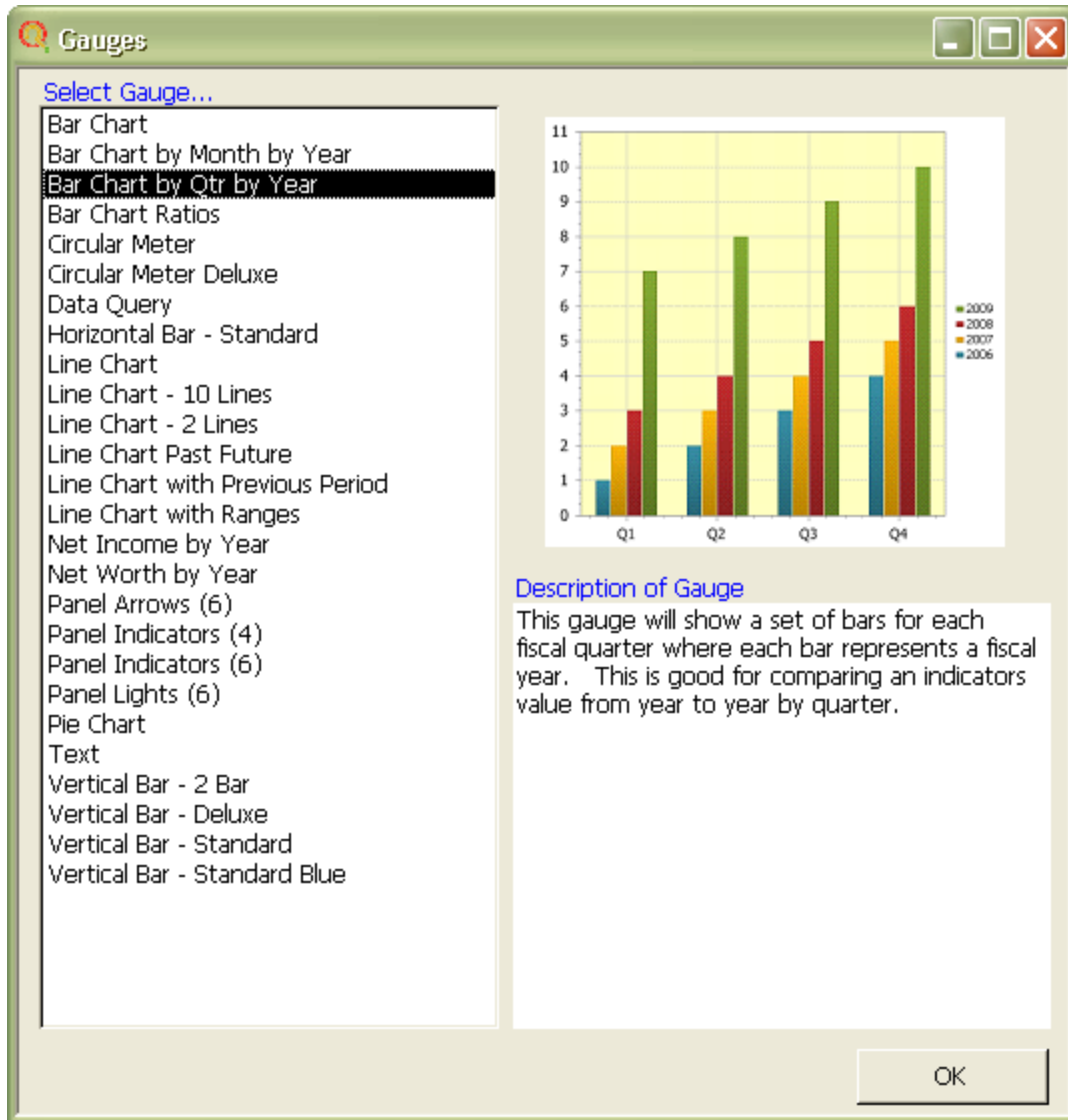 Gauges
Select Gauge...
Bar Chart
Bar Chart by Month by Year
Bar Chart by Qtr by Year
Bar Chart Ratios
Circular Meter
Circular Meter Deluxe
Data Query
Horizontal Bar - Standard
Line Chart
Line Chart - 10 Lines
Line Chart - 2 Lines
Line Chart Past Future
Line Chart with Previous Period
Line Chart with Ranges
Net Income by Year
Net Worth by Year
Panel Arrows (6)
Panel Indicators (4)
Panel Indicators (6)
Panel Lights (6)
Pie Chart
Text
Vertical Bar - 2 Bar
Vertical Bar - Deluxe
Vertical Bar - Standard
Vertical Bar - Standard Blue
11
10
9
8
7
6
5
4
3
2
1
0
Q1 Q2 Q3 Q4
2009
2008
2007
2006
Description of Gauge
This gauge will show a set of bars for each
fiscal quarter where each bar represents a fiscal
year. This is good for comparing an indicators
value from year to year by quarter.
OK